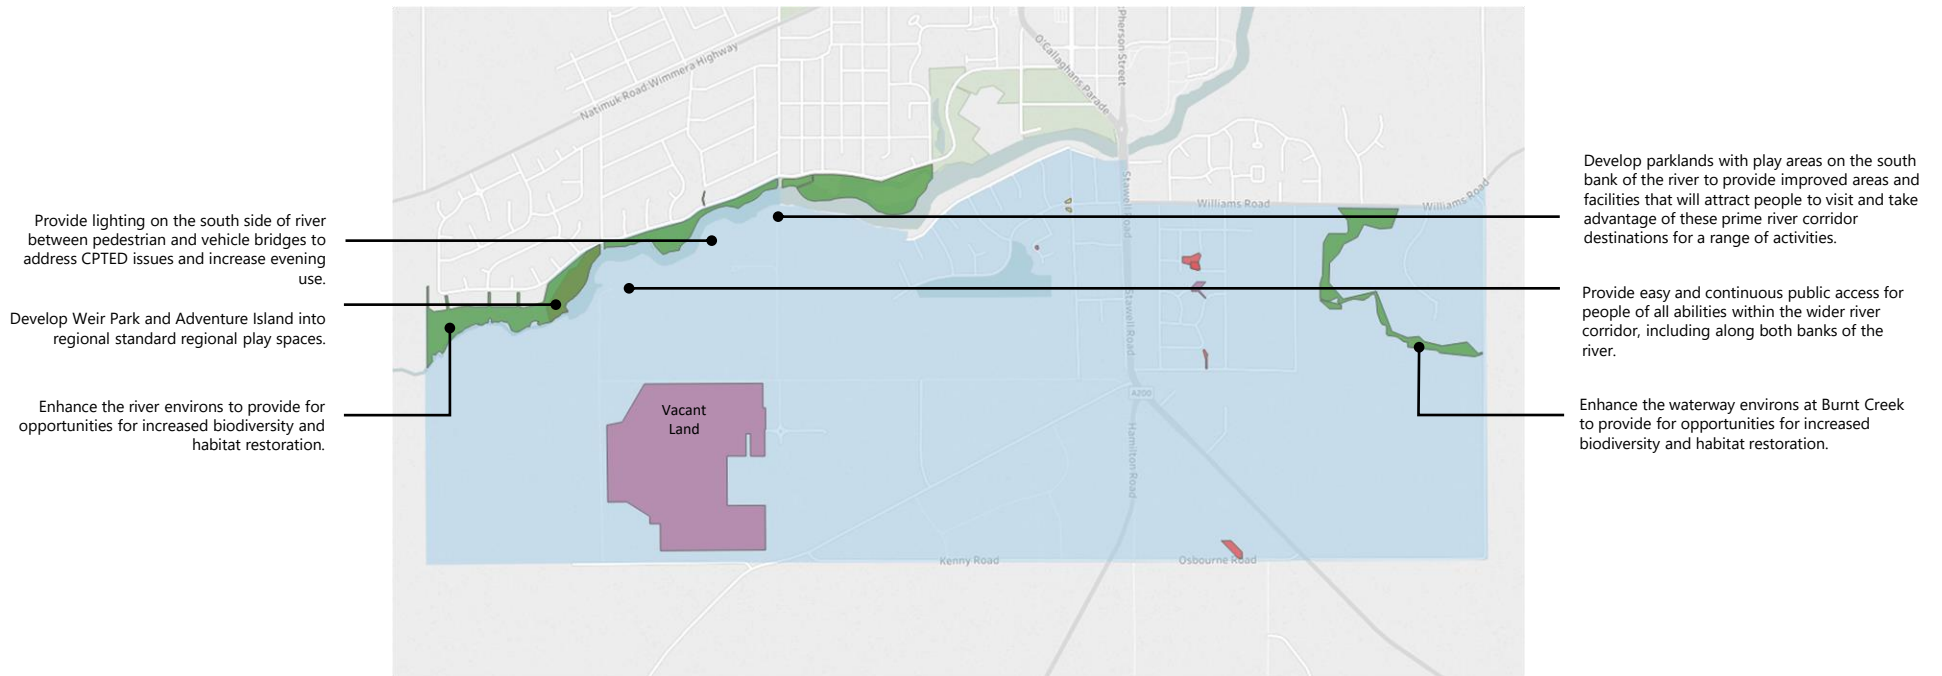 Provide lighting on the south side of river
between pedestrian and vehicle bridges to
address CPTED issues and increase evening
use.
Develop Weir Park and Adventure Island into
regional standard regional play spaces.
Enhance the river environs to provide for
opportunities for increased biodiversity and
habitat restoration.
Natimuk Road:Wimmera Highway
O'Callaghans Parade
Pherson Street
Stawell Road
Williams Road
Williams Road
Stawell Road
A200
Hamilton Road
Vacant
Land
Kenny Road
Osbourne Road
Develop parklands with play areas on the south
bank of the river to provide improved areas and
facilities that will attract people to visit and take
advantage of these prime river corridor
destinations for a range of activities.
Provide easy and continuous public access for
people of all abilities within the wider river
corridor, including along both banks of the
river.
Enhance the waterway environs at Burnt Creek
to provide for opportunities for increased
biodiversity and habitat restoration.